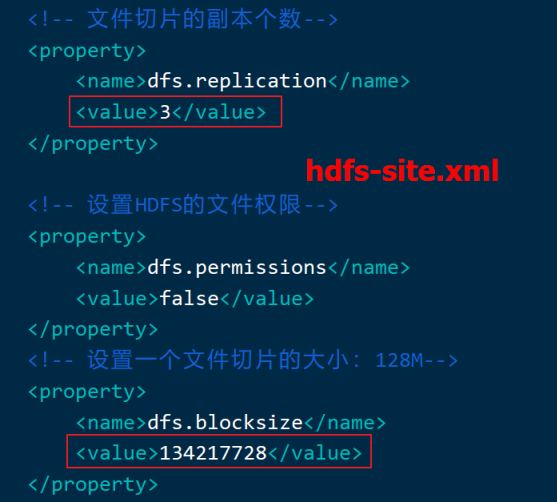 <!-- 文件切片的副本个数-->
<property>
<name>dfs.replication</name>
<value>3</value>
</property>
hdfs-site.xml
<!-- 设置HDFS的文件权限-->
<property>
<name>dfs.permissions</name>
<value>false</value>
</property>
<!-- 设置一个文件切片的大小：128M-->
<property>
<name>dfs.blocksize</name>
<value>134217728</value>
</property>